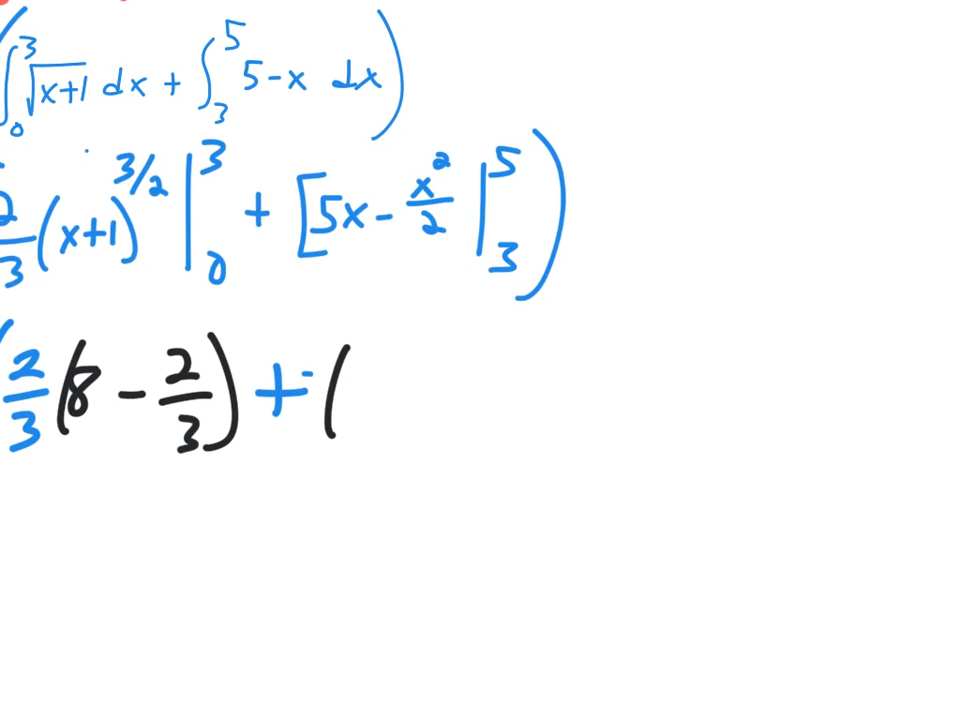 ∫₀³ √(x+1) dx + ∫₃⁵ 5-x dx)
2/3 (x+1)^(3/2) |₀³ + [5x - x²/2 |₃⁵)
(2/3 (8 - 2/3) + (